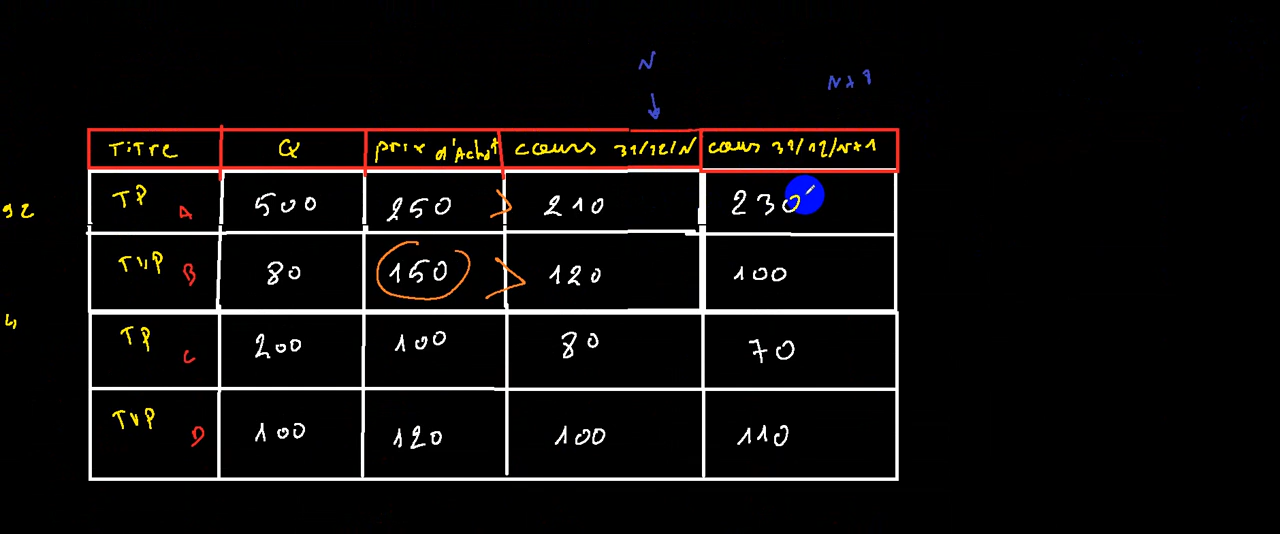 N
N+1
Titre Q prix d'Achat cours 31/12/N cours 31/12/N+1
TP A 500 250 > 210 230
TVP B 80 150 > 120 100
TP C 200 100 80 70
TVP D 100 120 100 110